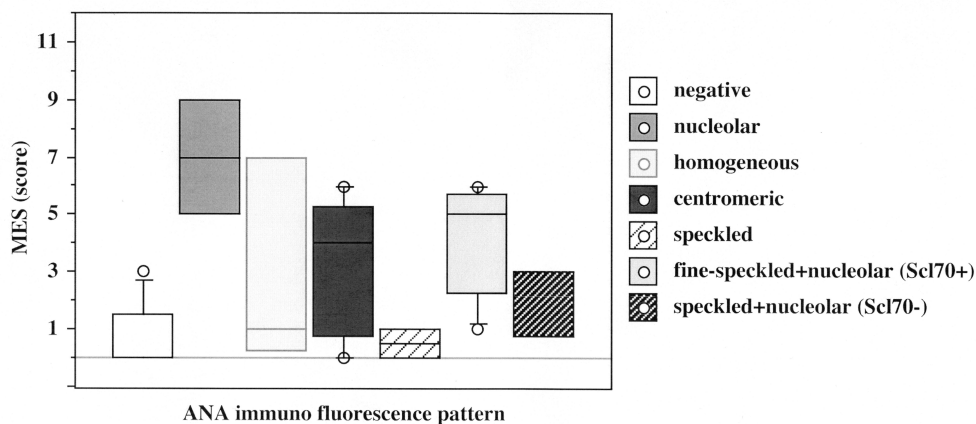 11
9
7
5
3
1
MES (score)
ANA immuno fluorescence pattern
negative
nucleolar
homogeneous
centromeric
speckled
fine-speckled+nucleolar (Scl70+)
speckled+nucleolar (Scl70-)